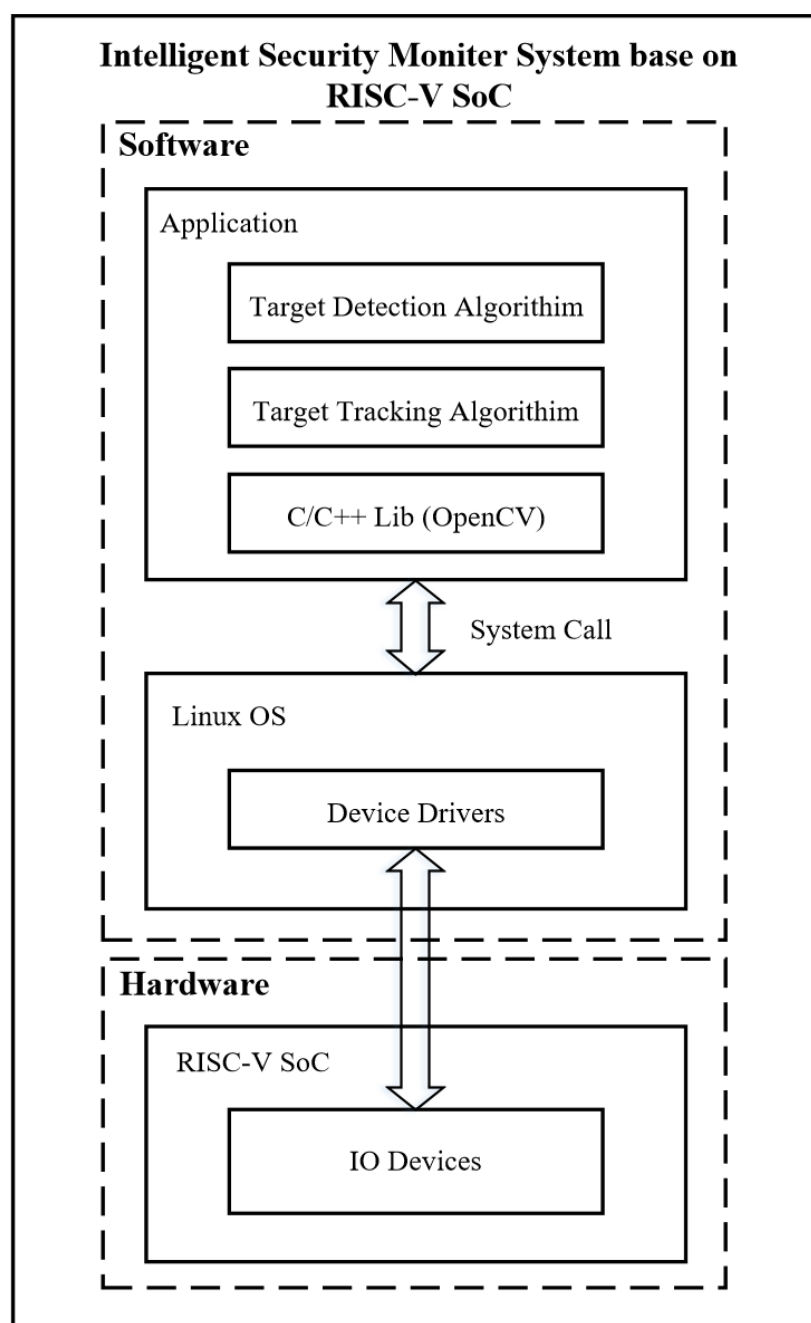 Intelligent Security Moniter System base on
RISC-V SoC
Software
Application
Target Detection Algorithim
Target Tracking Algorithim
C/C++ Lib (OpenCV)
System Call
Linux OS
Device Drivers
Hardware
RISC-V SoC
IO Devices